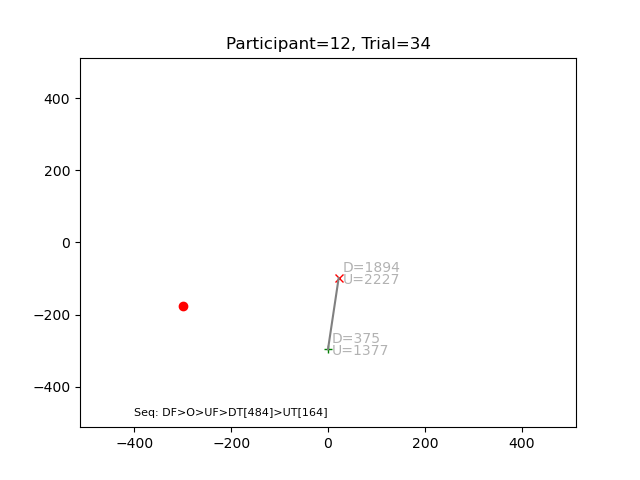 Participant=12, Trial=34
400
200
0
−200
−400
D=1894
U=2227
D=375
U=1377
Seq: DF>O>UF>DT[484]>UT[164]
−400
−200
0
200
400